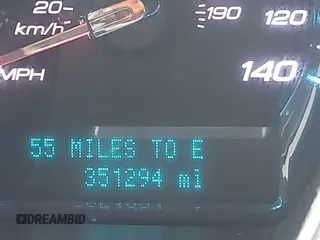 20
190
120
km/h
MPH
140
55 MILES TO E
351294 mi
DREAMBID